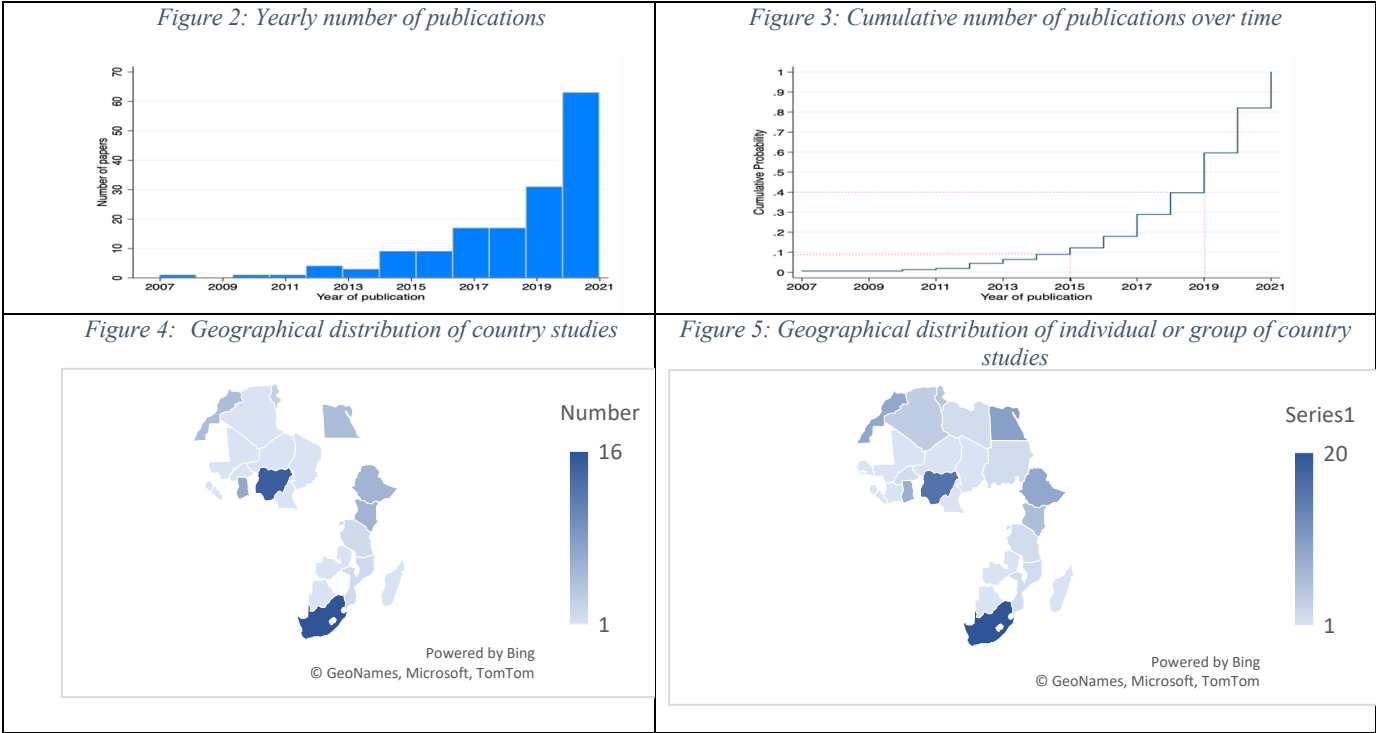 Figure 2: Yearly number of publications
70
60
50
40
30
20
10
0
Number of papers
2007 2009 2011 2013 2015 2017 2019 2021
Year of publication
Figure 3: Cumulative number of publications over time
1
.9
.8
.7
.6
.5
.4
.3
.2
.1
0
Cumulative Probability
2007 2009 2011 2013 2015 2017 2019 2021
Year of publication
Figure 4: Geographical distribution of country studies
Number
16
1
Powered by Bing
© GeoNames, Microsoft, TomTom
Figure 5: Geographical distribution of individual or group of country
studies
Series1
20
1
Powered by Bing
© GeoNames, Microsoft, TomTom